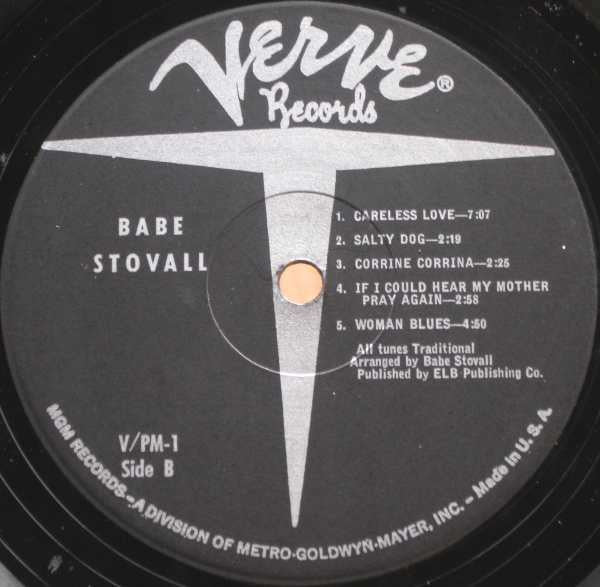 Verve®
Records
BABE
STOVALL
1. CARELESS LOVE—7:07
2. SALTY DOG—2:19
3. CORRINE CORRINA—2:25
4. IF I COULD HEAR MY MOTHER
PRAY AGAIN—2:58
5. WOMAN BLUES—4:50
All tunes Traditional
Arranged by Babe Stovall
Published by ELB Publishing Co.
V/PM-1
Side B
MGM RECORDS—A DIVISION OF METRO-GOLDWYN-MAYER, INC. – Made in U. S. A.